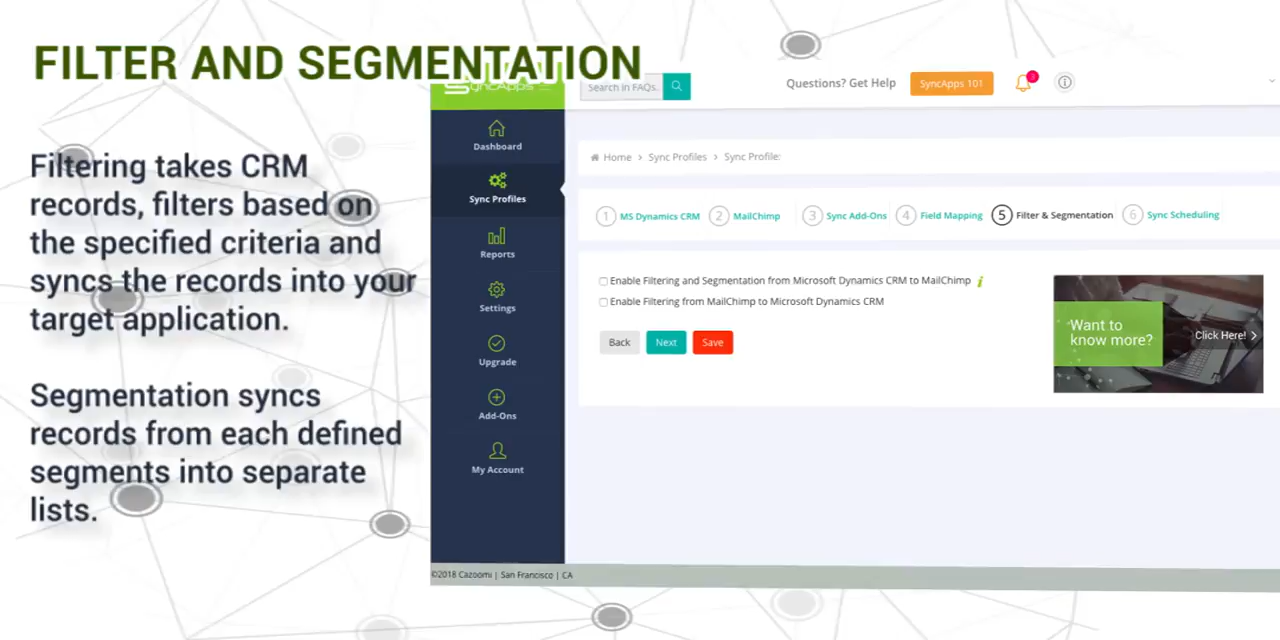 FILTER AND SEGMENTATION
Filtering takes CRM
records, filters based on
the specified criteria and
syncs the records into your
target application.
Segmentation syncs
records from each defined
segments into separate
lists.
SyncApps
Search in FAQs..
Questions? Get Help
SyncApps 101
Dashboard
Sync Profiles
Reports
Settings
Upgrade
Add-Ons
My Account
Home > Sync Profiles > Sync Profile:
1 MS Dynamics CRM 2 MailChimp 3 Sync Add-Ons 4 Field Mapping 5 Filter & Segmentation 6 Sync Scheduling
Enable Filtering and Segmentation from Microsoft Dynamics CRM to MailChimp i
Enable Filtering from MailChimp to Microsoft Dynamics CRM
Back Next Save
Want to
know more?
Click Here! >
©2018 Cazoomi | San Francisco | CA